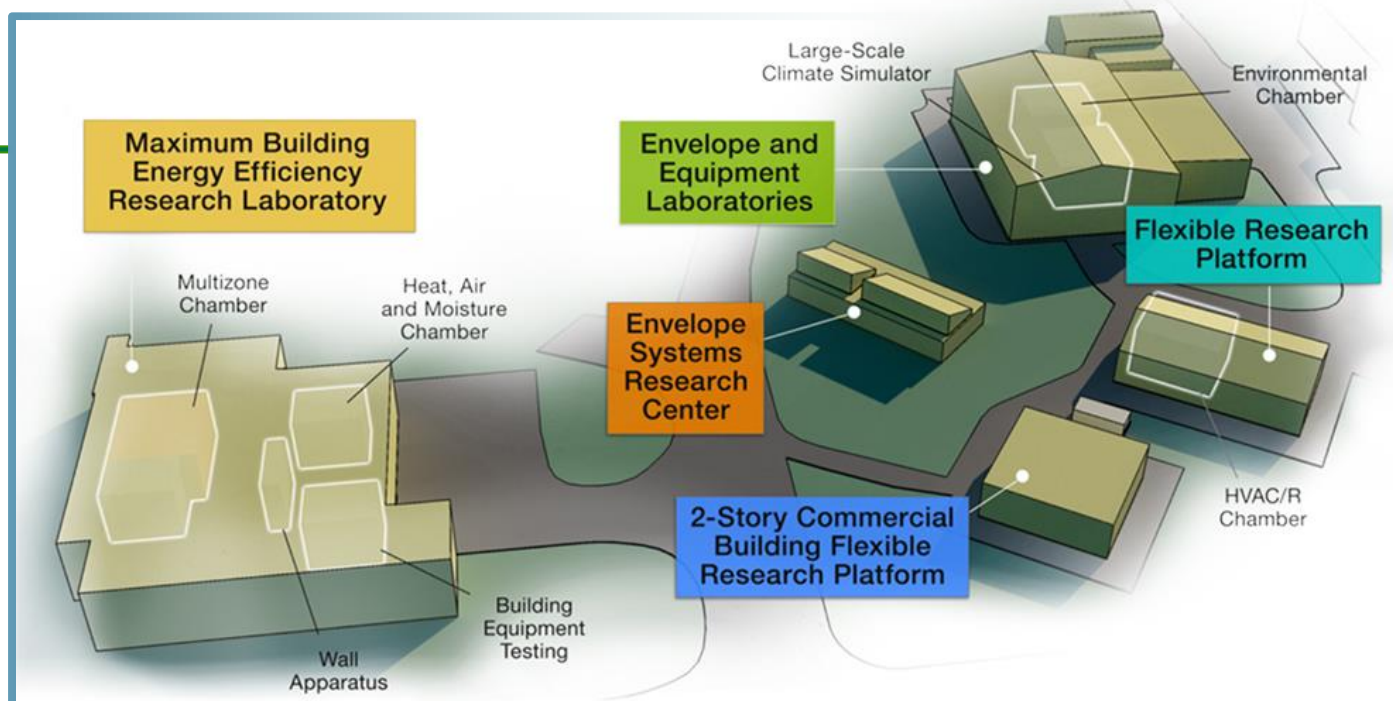 Maximum Building
Energy Efficiency
Research Laboratory
Multizone
Chamber
Heat, Air
and Moisture
Chamber
Wall
Apparatus
Building
Equipment
Testing
Large-Scale
Climate Simulator
Environmental
Chamber
Envelope and
Equipment
Laboratories
Flexible Research
Platform
Envelope
Systems
Research
Center
2-Story Commercial
Building Flexible
Research Platform
HVAC/R
Chamber